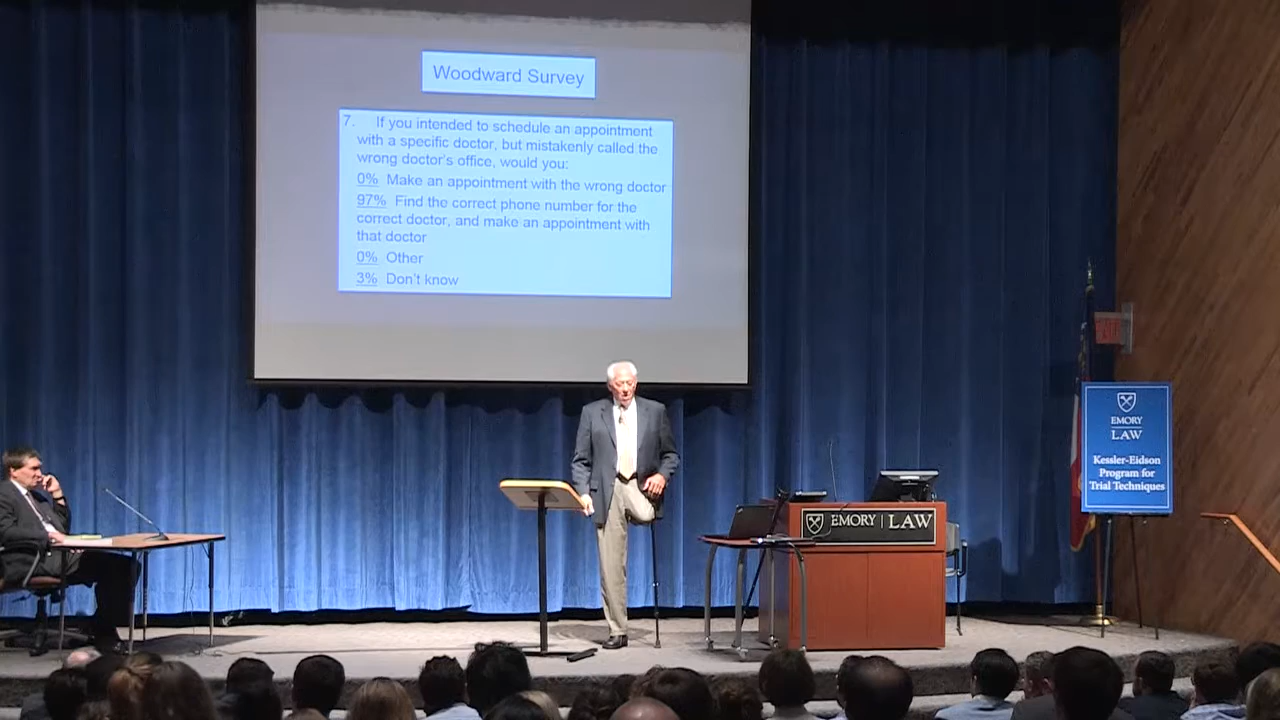 Woodward Survey
7. If you intended to schedule an appointment
with a specific doctor, but mistakenly called the
wrong doctor's office, would you:
0% Make an appointment with the wrong doctor
97% Find the correct phone number for the
correct doctor, and make an appointment with
that doctor
0% Other
3% Don't know
EMORY
LAW
Kessler-Eidson
Program for
Trial Techniques
EMORY | LAW